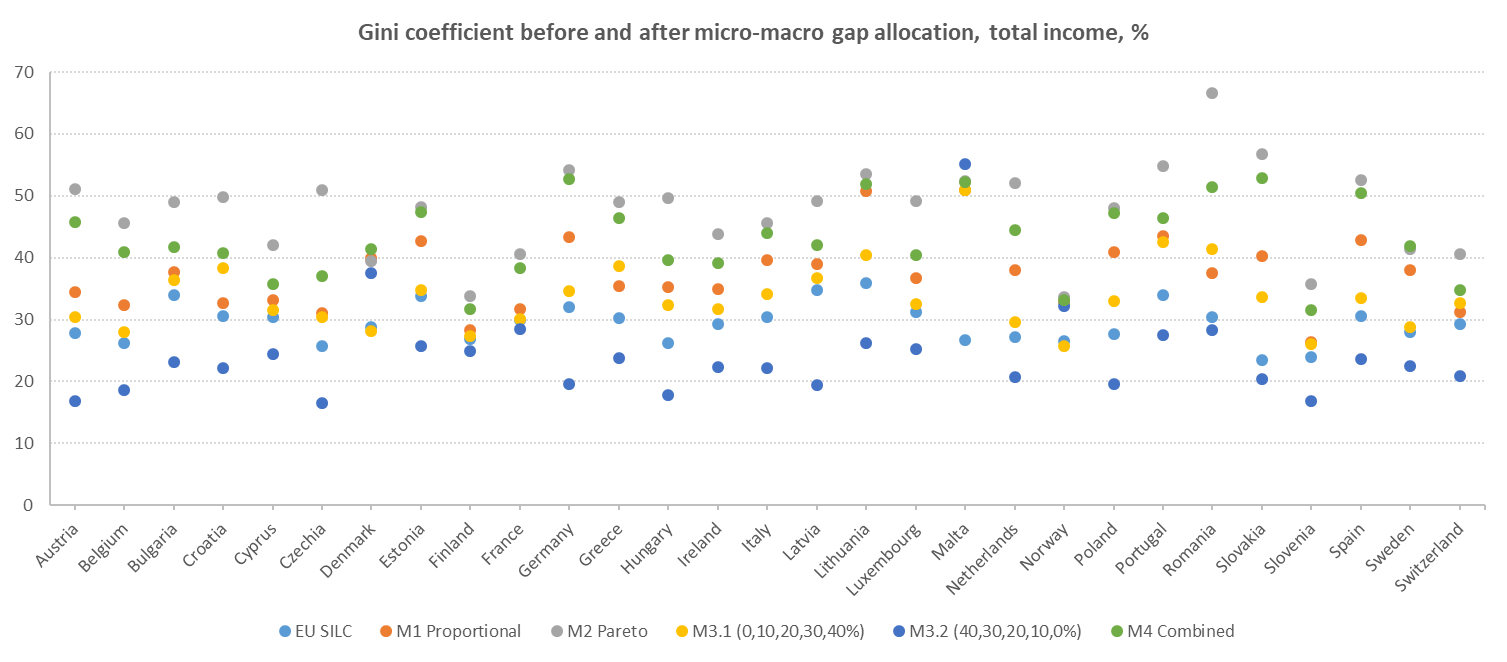 Gini coefficient before and after micro-macro gap allocation, total income, %
70
60
50
40
30
20
10
0
Austria
Belgium
Bulgaria
Croatia
Cyprus
Czechia
Denmark
Estonia
Finland
France
Germany
Greece
Hungary
Ireland
Italy
Latvia
Lithuania
Luxembourg
Malta
Netherlands
Norway
Poland
Portugal
Romania
Slovakia
Slovenia
Spain
Sweden
Switzerland
EU SILC M1 Proportional M2 Pareto M3.1 (0,10,20,30,40%) M3.2 (40,30,20,10,0%) M4 Combined